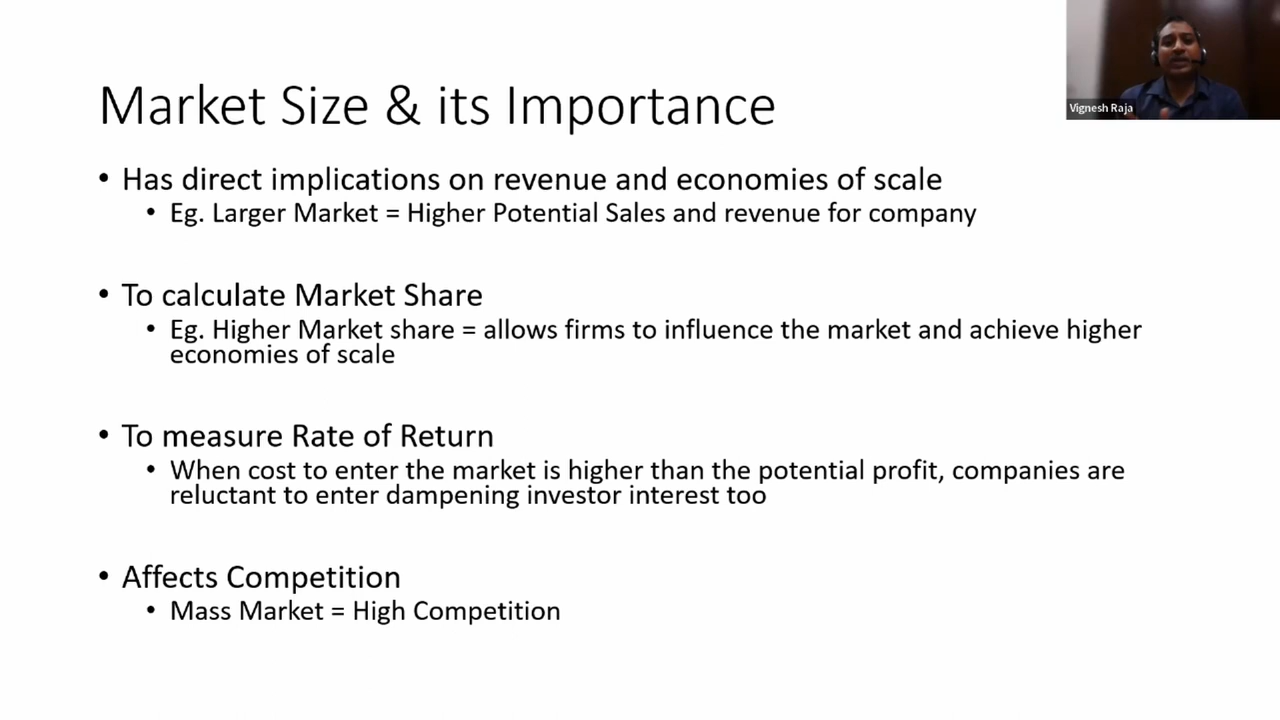 Market Size & its Importance
• Has direct implications on revenue and economies of scale
• Eg. Larger Market = Higher Potential Sales and revenue for company
• To calculate Market Share
• Eg. Higher Market share = allows firms to influence the market and achieve higher
economies of scale
• To measure Rate of Return
• When cost to enter the market is higher than the potential profit, companies are
reluctant to enter dampening investor interest too
• Affects Competition
• Mass Market = High Competition
Vignesh Raja